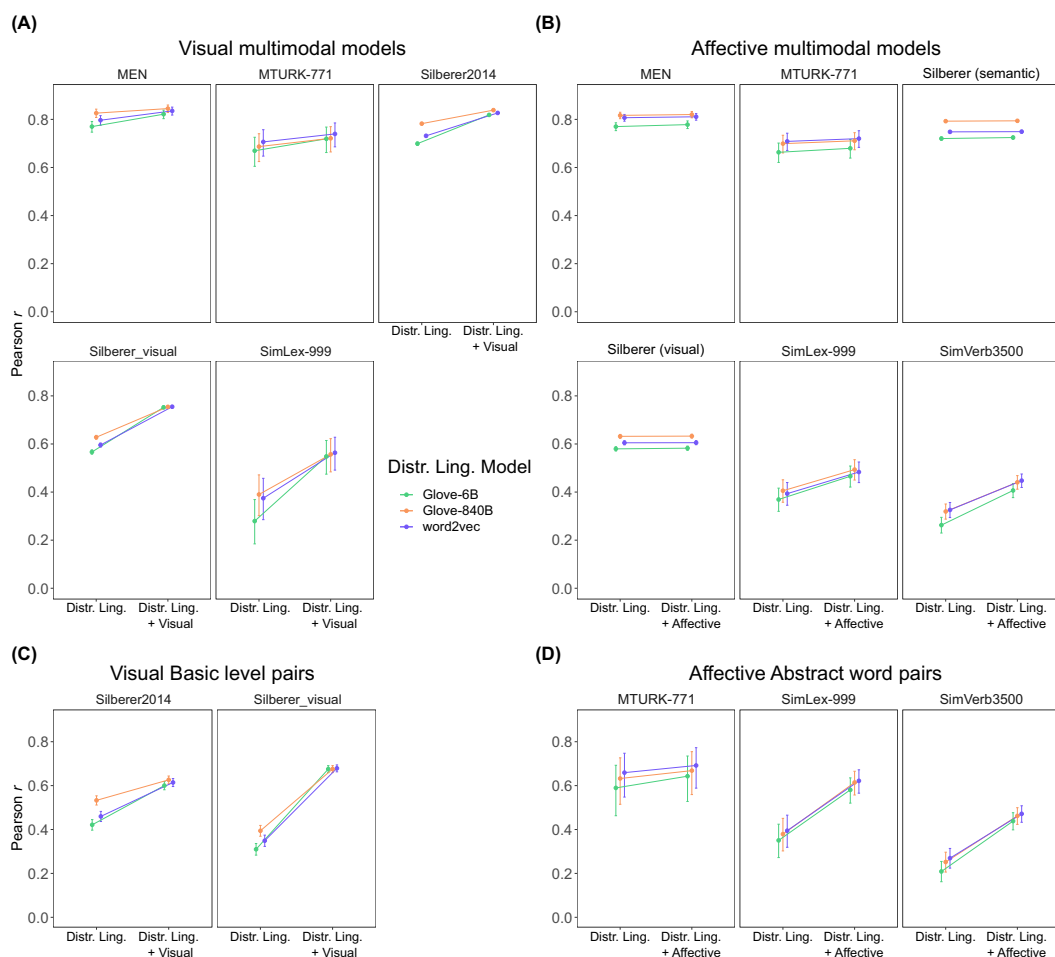 (A)
Visual multimodal models
MEN
MTURK-771
Silberer2014
0.8
0.6
0.4
0.2
0.0
Distr. Ling.
Distr. Ling.
+ Visual
Pearson r
Silberer_visual
SimLex-999
0.8
0.6
0.4
0.2
0.0
Distr. Ling.
Distr. Ling.
+ Visual
Distr. Ling.
Distr. Ling.
+ Visual
Distr. Ling. Model
Glove-6B
Glove-840B
word2vec
(B)
Affective multimodal models
MEN
MTURK-771
Silberer (semantic)
0.8
0.6
0.4
0.2
0.0
Silberer (visual)
SimLex-999
SimVerb3500
0.8
0.6
0.4
0.2
0.0
Distr. Ling.
Distr. Ling.
+ Affective
Distr. Ling.
Distr. Ling.
+ Affective
Distr. Ling.
Distr. Ling.
+ Affective
(C)
Visual Basic level pairs
Silberer2014
Silberer_visual
0.8
0.6
0.4
0.2
0.0
Pearson r
Distr. Ling.
Distr. Ling.
+ Visual
Distr. Ling.
Distr. Ling.
+ Visual
(D)
Affective Abstract word pairs
MTURK-771
SimLex-999
SimVerb3500
0.8
0.6
0.4
0.2
0.0
Distr. Ling.
Distr. Ling.
+ Affective
Distr. Ling.
Distr. Ling.
+ Affective
Distr. Ling.
Distr. Ling.
+ Affective